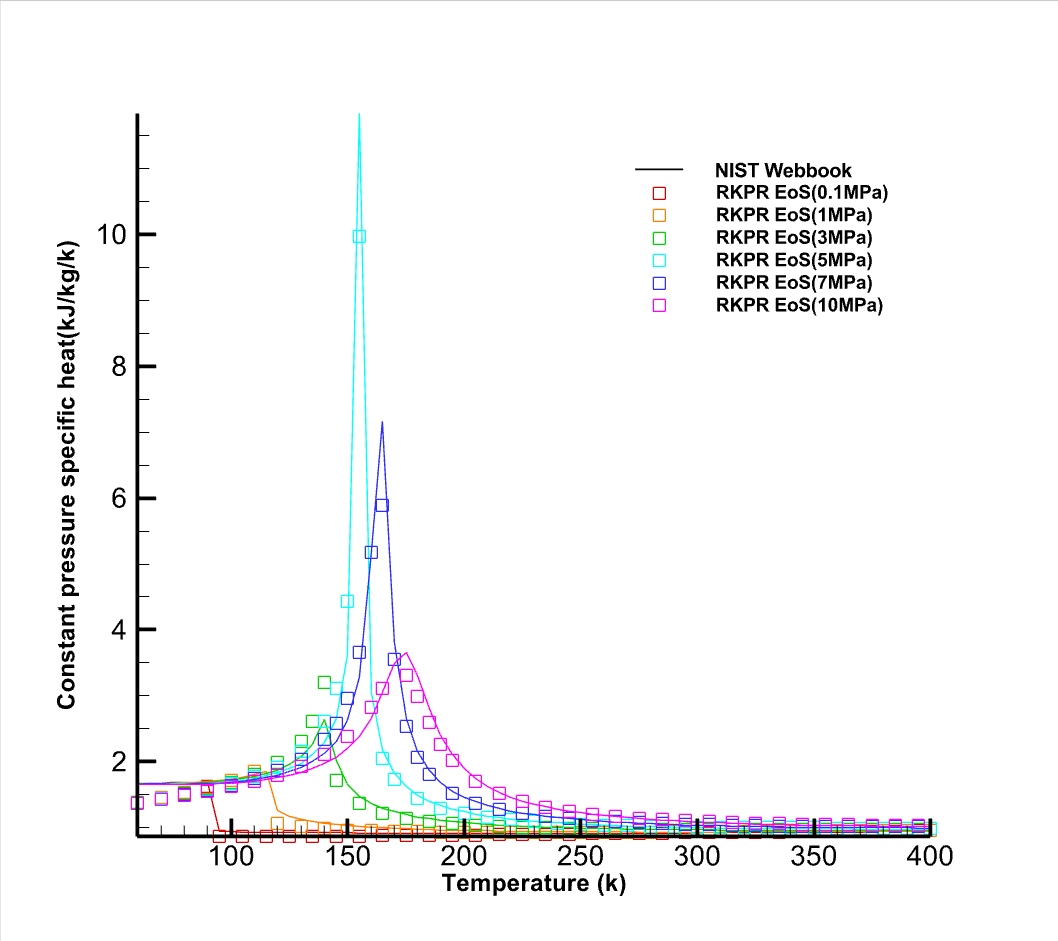 Constant pressure specific heat(kJ/kg/k)
10
8
6
4
2
NIST Webbook
RKPR EoS(0.1MPa)
RKPR EoS(1MPa)
RKPR EoS(3MPa)
RKPR EoS(5MPa)
RKPR EoS(7MPa)
RKPR EoS(10MPa)
100 150 200 250 300 350 400
Temperature (k)